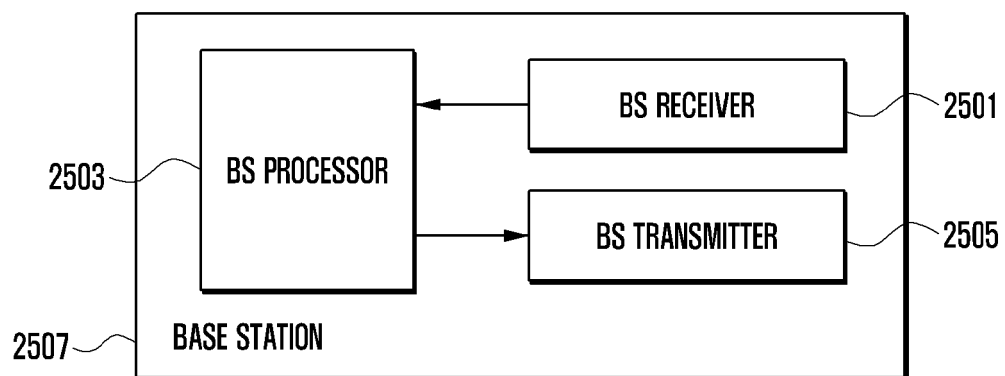 BS RECEIVER
2501
2503
BS PROCESSOR
BS TRANSMITTER
2505
2507
BASE STATION